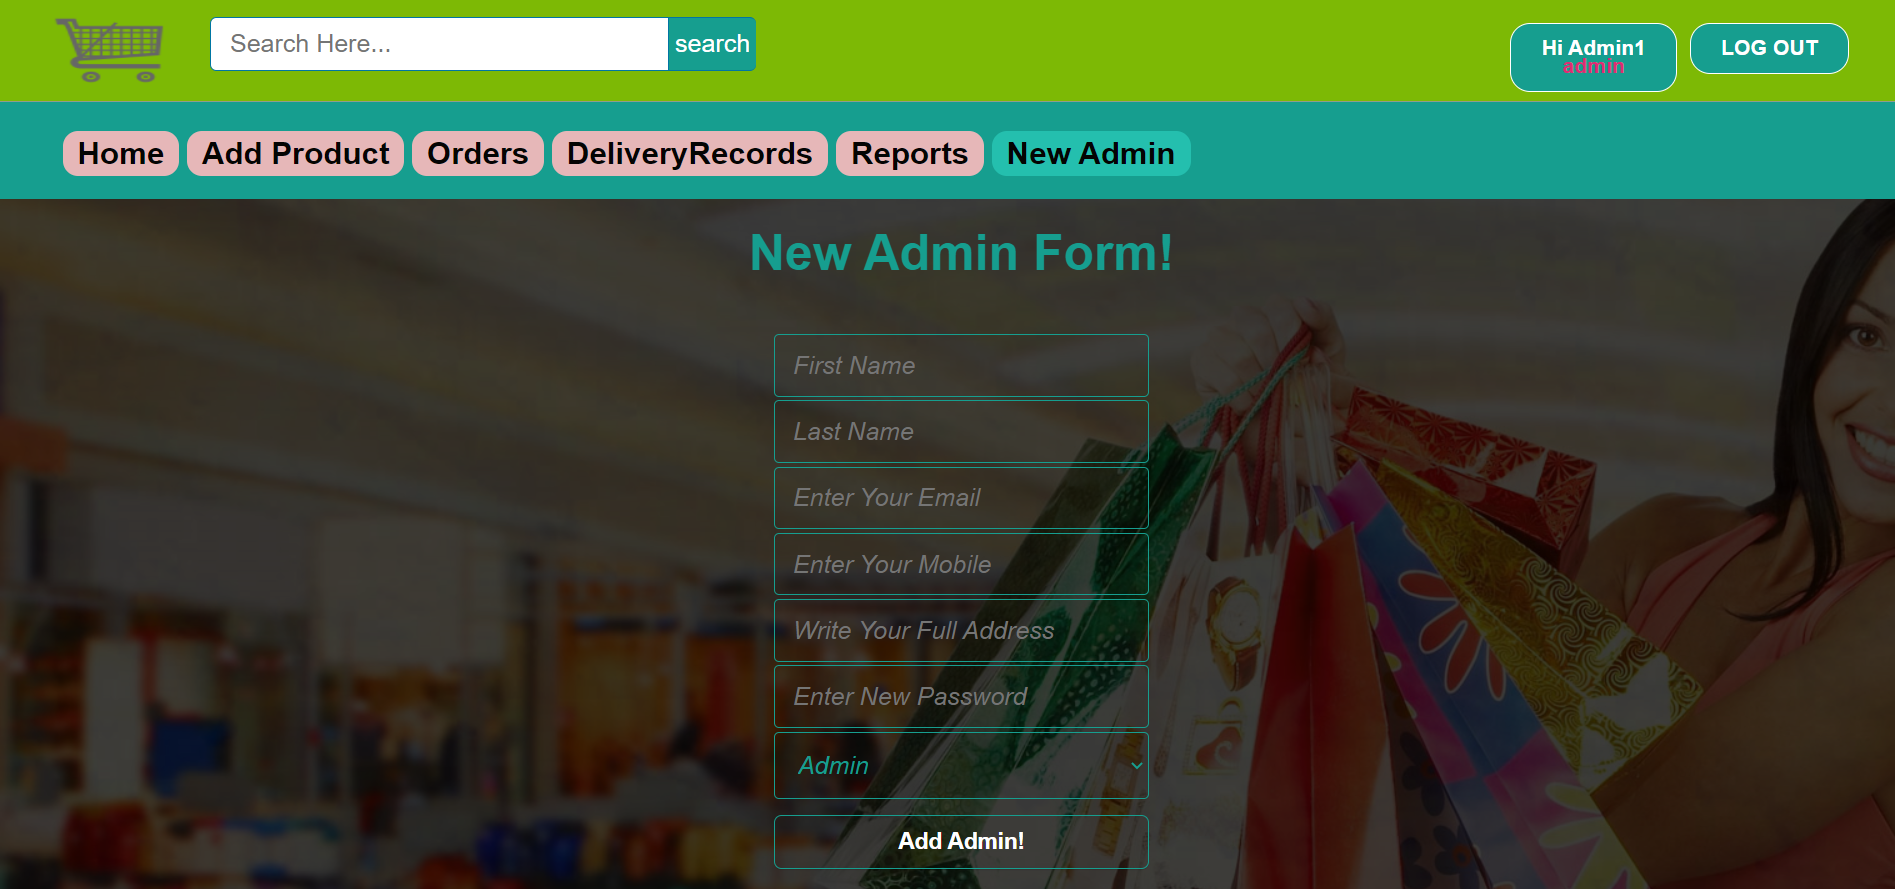 Search Here...
search
Hi Admin1
admin
LOG OUT
Home
Add Product
Orders
DeliveryRecords
Reports
New Admin
New Admin Form!
First Name
Last Name
Enter Your Email
Enter Your Mobile
Write Your Full Address
Enter New Password
Admin
Add Admin!